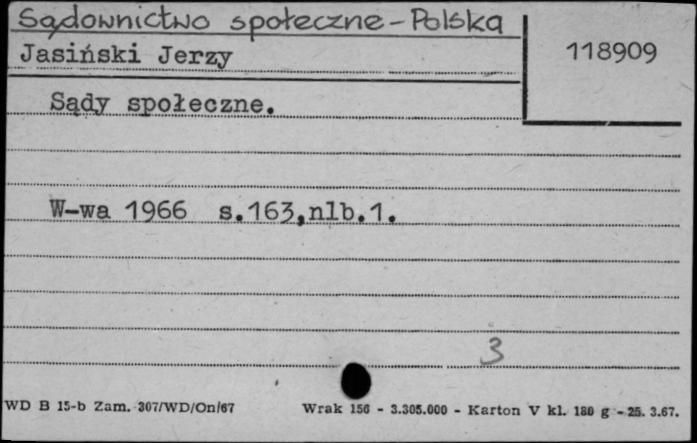 Sądownictwo społeczne - Polska
Jasiński Jerzy
118909
Sądy społeczne.
W-wa 1966 s.163,nlb.1.
3
WD B 15-b Zam. 307/WD/On/67 Wrak 156 - 3.305.000 - Karton V kl. 180 g - 25. 3.67.